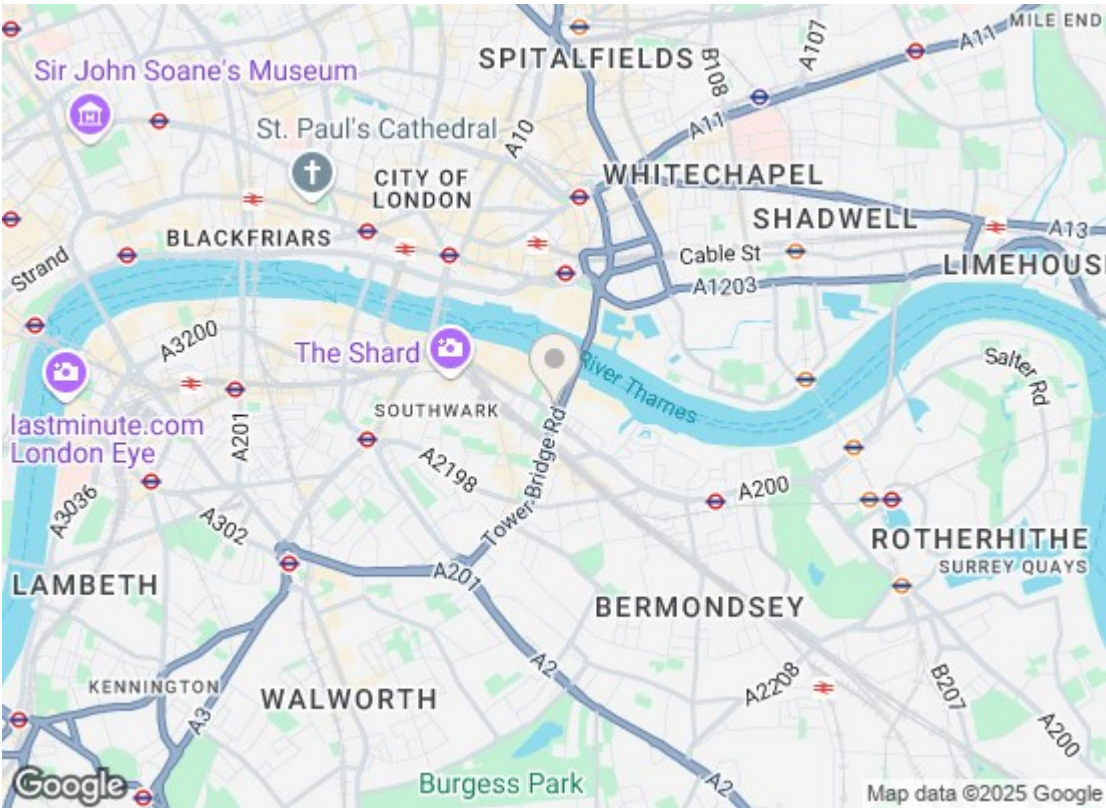 MILE END
SPITALFIELDS
B108
A107
A11
Sir John Soane's Museum
St. Paul's Cathedral
A10
A11
CITY OF
LONDON
WHITECHAPEL
SHADWELL
BLACKFRIARS
Cable St
A13
Strand
LIMEHOUS
A1203
A3200
The Shard
River Thames
Salter Rd
lastminute.com
London Eye
A201
SOUTHWARK
Tower Bridge Rd
A2198
A200
A3036
A302
ROTHERHITHE
SURREY QUAYS
LAMBETH
A201
BERMONDSEY
KENNINGTON
WALWORTH
A3
A2
A2208
B207
A200
Burgess Park
A2
Google
Map data ©2025 Google